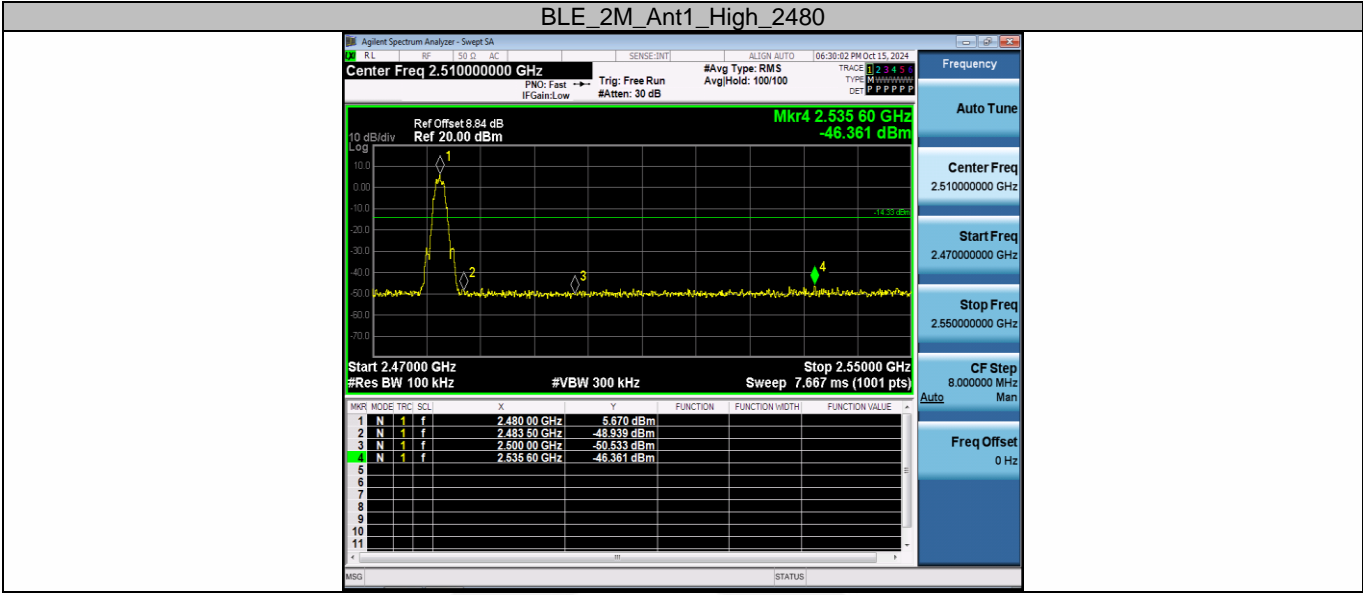 BLE_2M_Ant1_High_2480
Agilent Spectrum Analyzer - Swept SA
RL RF 50 Ω AC SENSE:INT ALIGN AUTO 06:30:02 PM Oct 15, 2024
Center Freq 2.510000000 GHz
PNO: Fast
IFGain:Low
Trig: Free Run
#Atten: 30 dB
#Avg Type: RMS
Avg|Hold: 100/100
TRACE 1 2 3 4 5 6
TYPE M
DET P P P P P P
Mkr4 2.535 60 GHz
-46.361 dBm
Ref Offset 8.84 dB
10 dB/div Ref 20.00 dBm
Log
10.0
0.00
-10.0
-20.0
-30.0
-40.0
-50.0
-60.0
-70.0
1
2
3
4
-14.33 dBm
Start 2.47000 GHz Stop 2.55000 GHz
#Res BW 100 kHz #VBW 300 kHz Sweep 7.667 ms (1001 pts)
MKR MODE TRC SCL X Y FUNCTION FUNCTION WIDTH FUNCTION VALUE
1 N 1 f 2.480 00 GHz 5.670 dBm
2 N 1 f 2.483 50 GHz -48.939 dBm
3 N 1 f 2.500 00 GHz -50.533 dBm
4 N 1 f 2.535 60 GHz -46.361 dBm
5
6
7
8
9
10
11
MSG STATUS
Frequency
Auto Tune
Center Freq
2.510000000 GHz
Start Freq
2.470000000 GHz
Stop Freq
2.550000000 GHz
CF Step
8.000000 MHz
Auto Man
Freq Offset
0 Hz